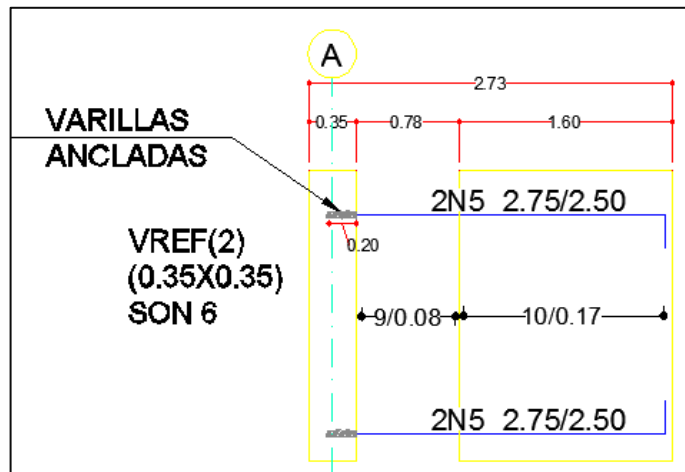 A
2.73
0.35 0.78 1.60
VARILLAS
ANCLADAS
2N5 2.75/2.50
0.20
VREF(2)
(0.35X0.35)
SON 6
9/0.08 10/0.17
2N5 2.75/2.50